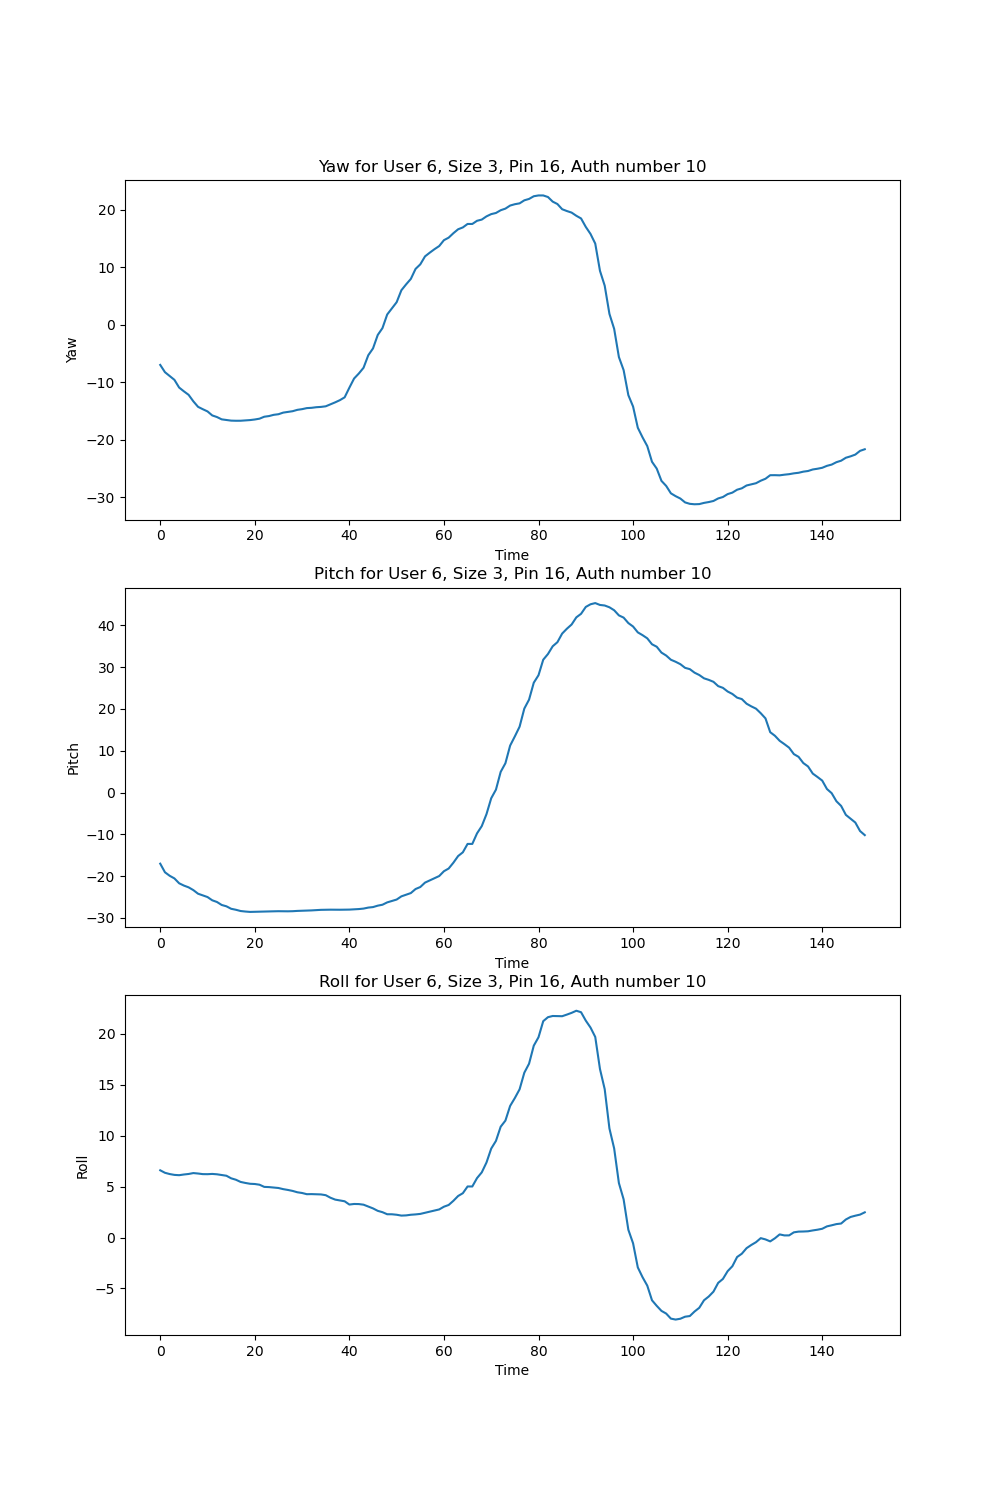 Yaw for User 6, Size 3, Pin 16, Auth number 10
20
10
0
−10
−20
−30
Yaw
0 20 40 60 80 100 120 140
Time
Pitch for User 6, Size 3, Pin 16, Auth number 10
40
30
20
10
0
−10
−20
−30
Pitch
0 20 40 60 80 100 120 140
Time
Roll for User 6, Size 3, Pin 16, Auth number 10
20
15
10
5
0
−5
Roll
0 20 40 60 80 100 120 140
Time